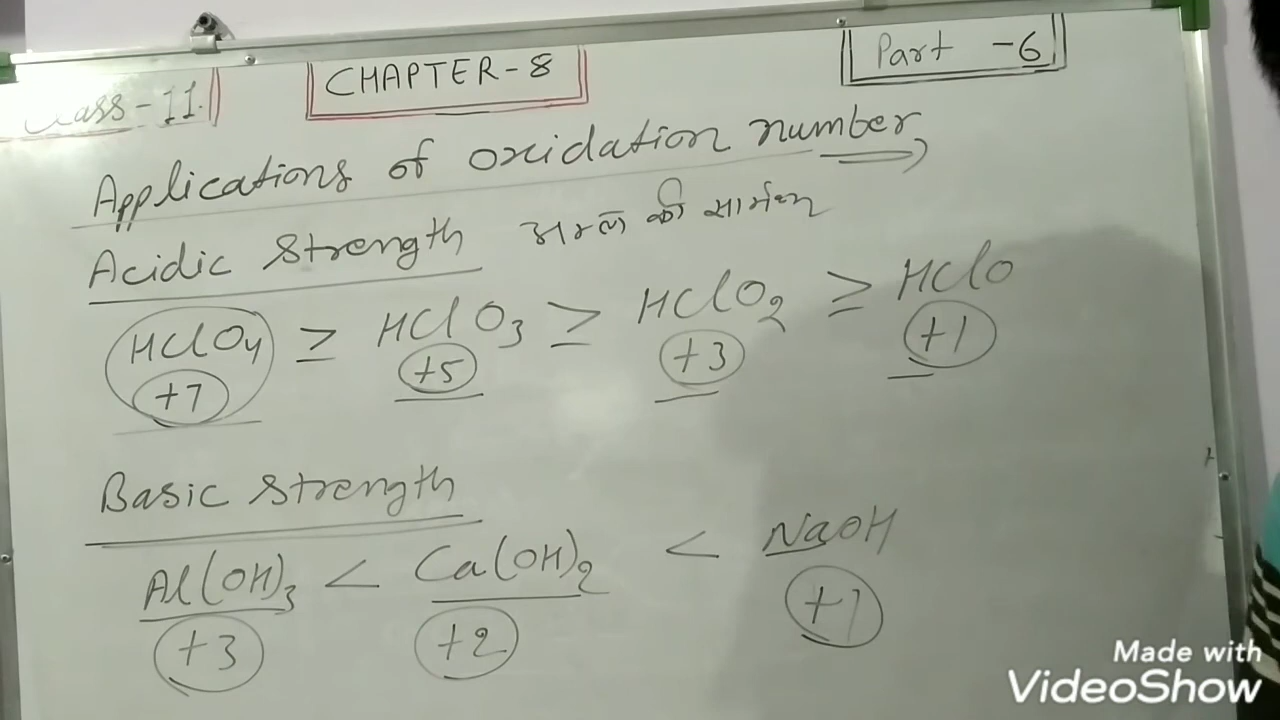 Class-11.
CHAPTER-8
Part -6
Applications of oxidation number
Acidic Strength अम्ल की सामर्थ्य
HClO4 ≥ HClO3 ≥ HClO2 ≥ HClO
+7 +5 +3 +1
Basic Strength
Al(OH)3 < Ca(OH)2 < NaOH
+3 +2 +1
Made with
VideoShow